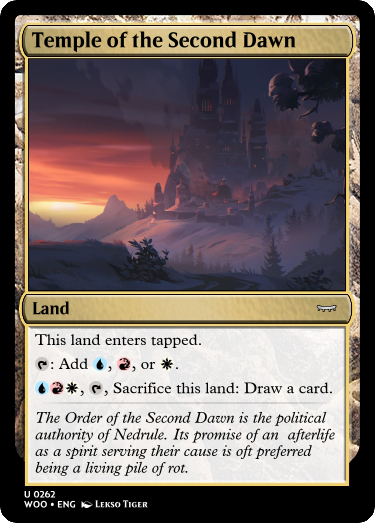 Temple of the Second Dawn
Land
This land enters tapped.
: Add , , or .
, , Sacrifice this land: Draw a card.
The Order of the Second Dawn is the political
authority of Nedrule. Its promise of an  afterlife
as a spirit serving their cause is oft preferred
being a living pile of rot.
U 0262
WOO • ENG Lekso Tiger